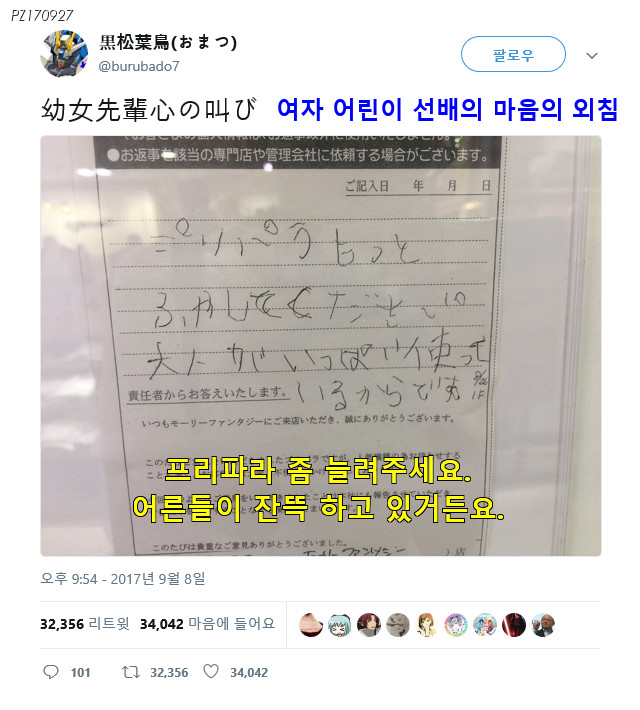 PZ170927
黒松葉鳥(おまつ)
@burubado7
팔로우
幼女先輩心の叫び 여자 어린이 선배의 마음의 외침
●お返事を該当の専門店や管理会社に依頼する場合がございます。
ご記入日 年 月 日
プリパラもっと
ふやしてください
大人がいっぱい使って
いるからです
責任者からお答えいたします。
いつもモーリーファンタジーにご来店いただき、誠にありがとうございます。
프리파라 좀 늘려주세요.
어른들이 잔뜩 하고 있거든요.
このたびは貴重なご意見ありがとうございました。
오후 9:54 - 2017년 9월 8일
32,356 리트윗 34,042 마음에 들어요
101 32,356 34,042